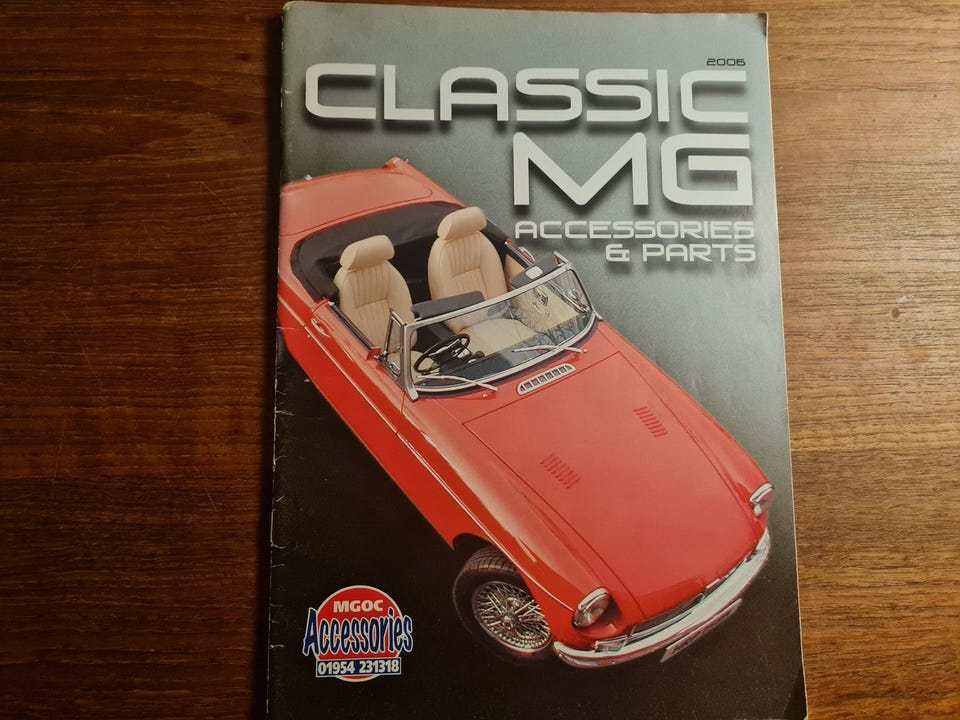 2006
CLASSIC
MG
ACCESSORIES
& PARTS
MGOC
Accessories
01954 231318